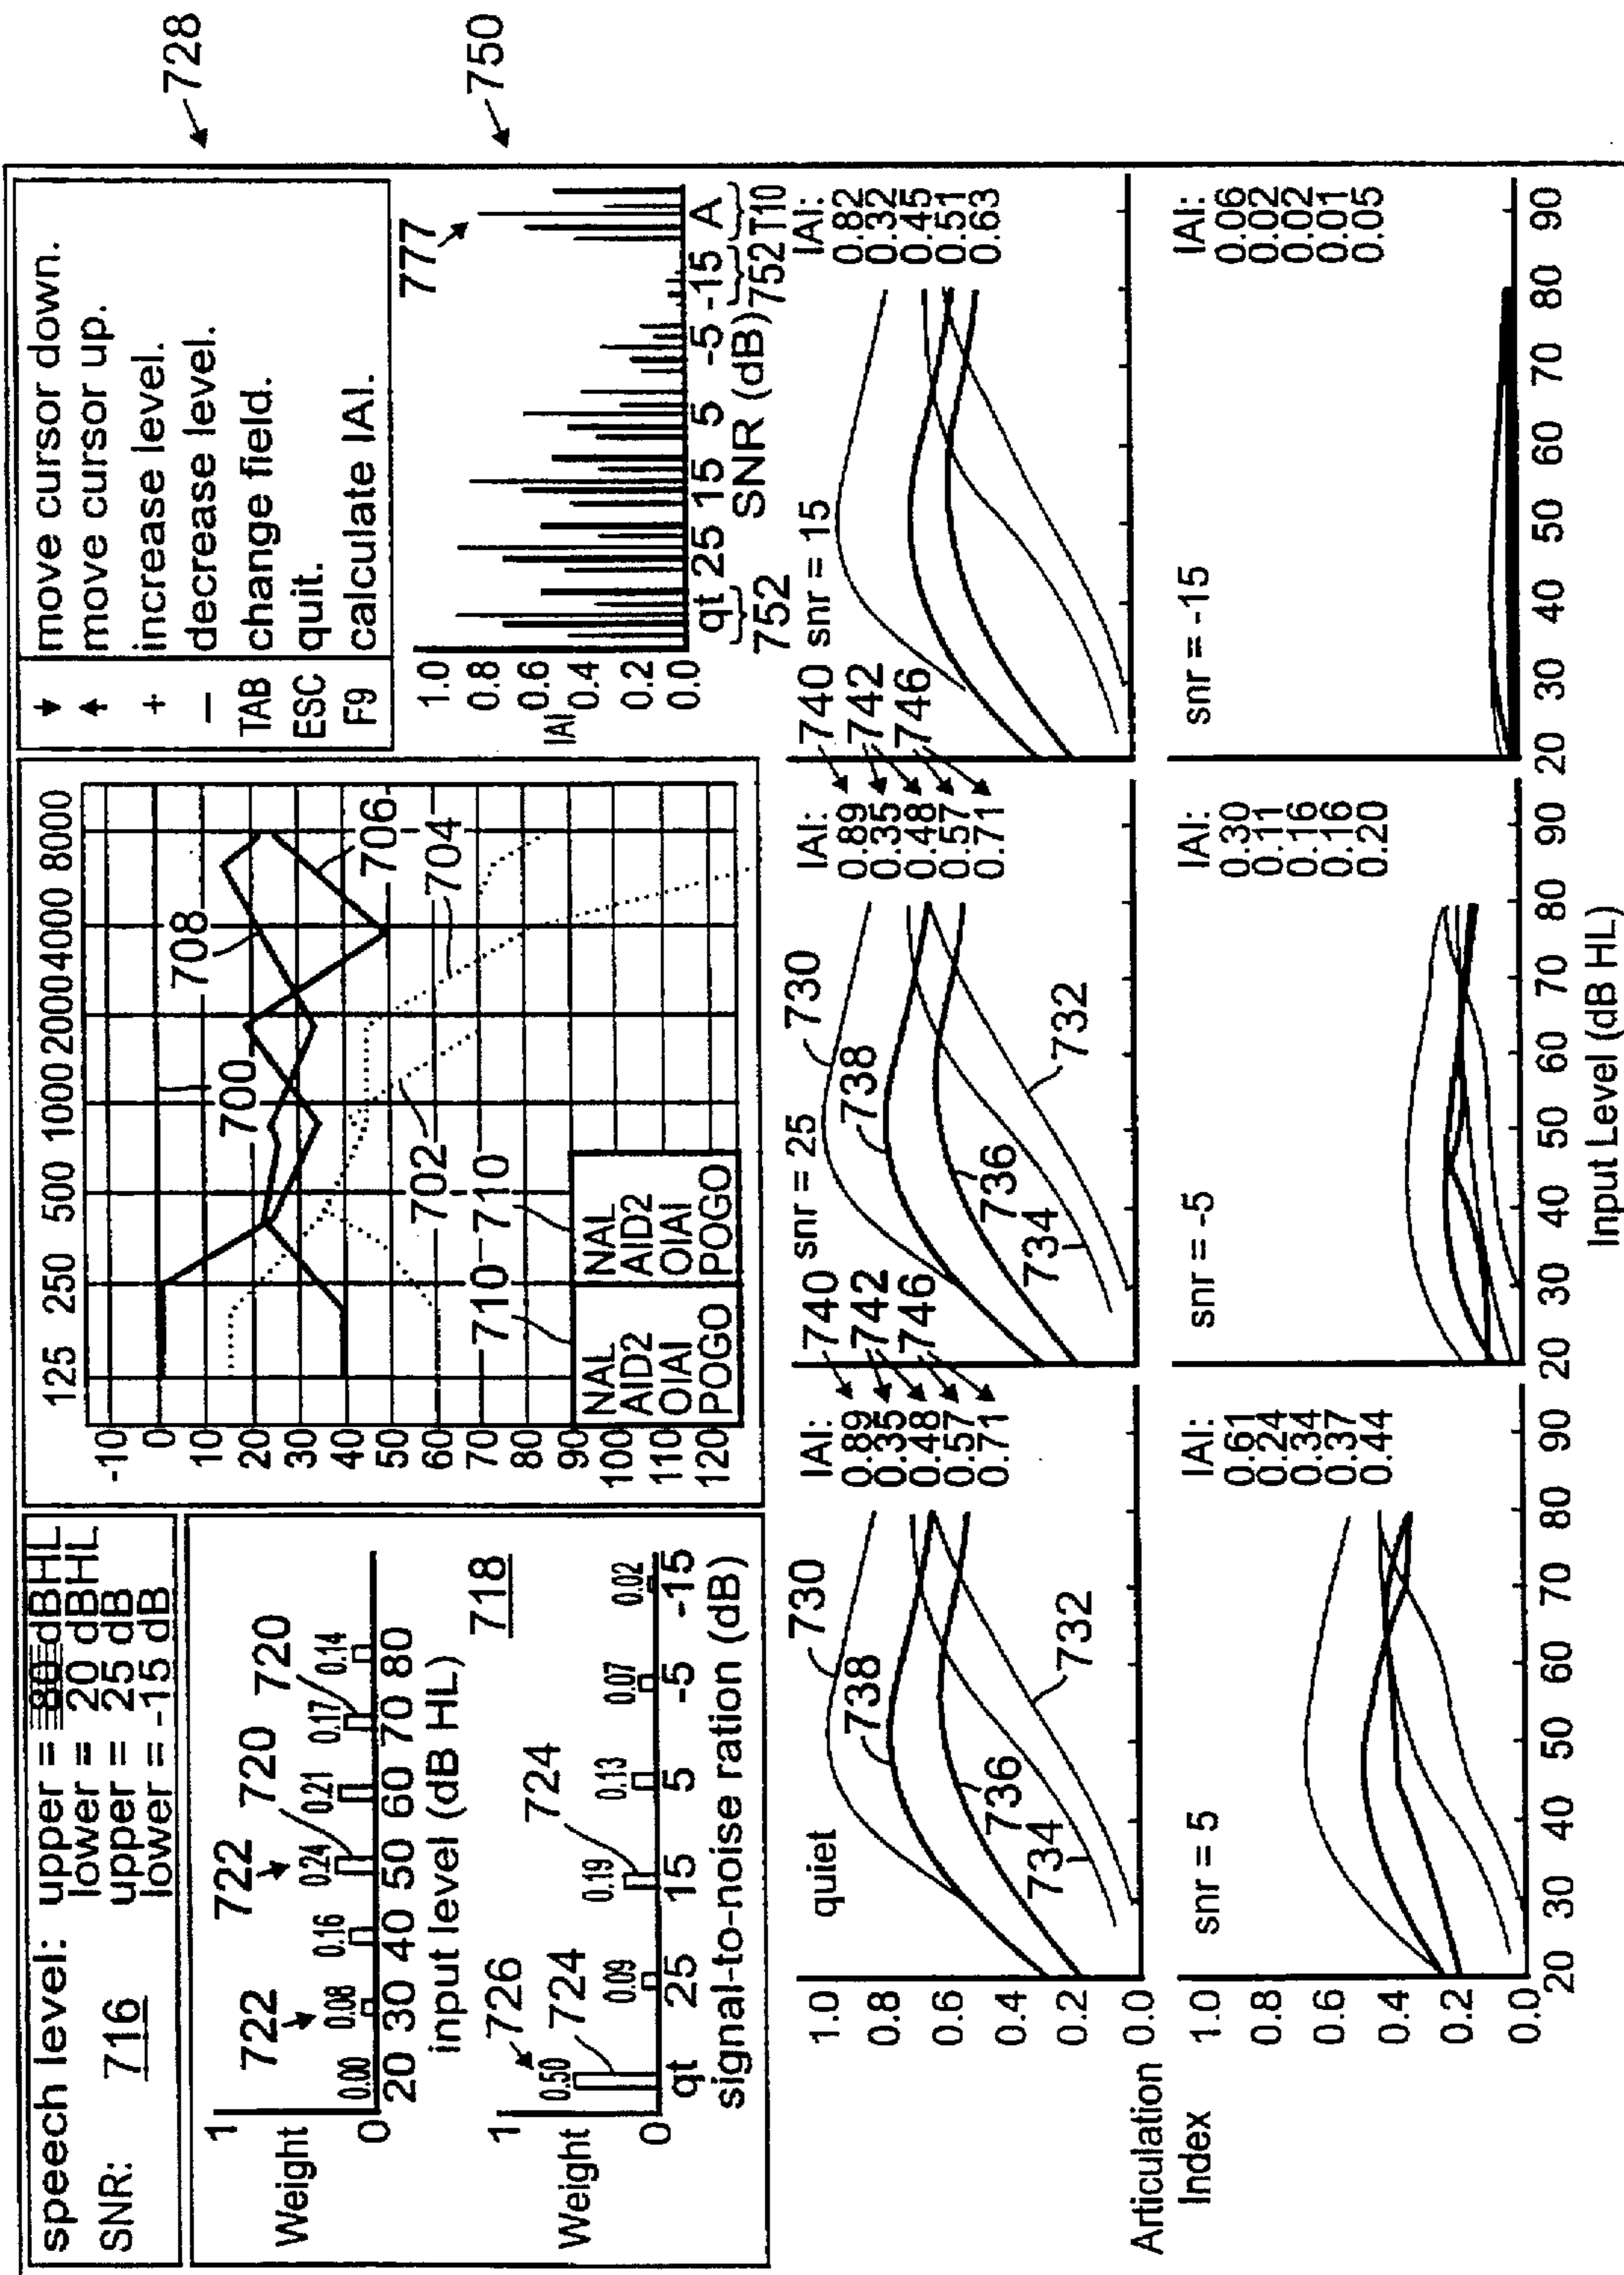 speech level: upper = 80 dBHL
lower = 20 dBHL
SNR: 716 upper = 25 dB
lower = -15 dB
1
Weight
0
722
722
720
720
0.00 0.08 0.16 0.24 0.21 0.17 0.14
20 30 40 50 60 70 80
input level (dB HL)
718
1
Weight
0
726
724
724
0.50 0.09 0.19 0.13 0.07 0.02
qt 25 15 5 -5 -15
signal-to-noise ration (dB)
125 250 500 1000 2000 4000 8000
-10
0
10
20
30
40
50
60
70
80
90
100
110
120
700
708
706
704
702
710
710
NAL
AID2
OIAI
POGO
NAL
AID2
OIAI
POGO
move cursor down.
move cursor up.
+ increase level.
– decrease level.
TAB change field.
ESC quit.
F9 calculate IAI.
728
750
777
1.0
0.8
0.6
0.4
0.2
0.0
IAI
qt 25 15 5 -5 -15 A
752 SNR (dB) 752 T10
Articulation
Index
1.0
0.8
0.6
0.4
0.2
0.0
quiet
730
738
736
734
732
IAI:
0.89
0.35
0.48
0.57
0.71
740
742
746
snr = 25
730
738
736
734
732
IAI:
0.89
0.35
0.48
0.57
0.71
740
742
746
snr = 15
IAI:
0.82
0.32
0.45
0.51
0.63
1.0
0.8
0.6
0.4
0.2
0.0
snr = 5
IAI:
0.61
0.24
0.34
0.37
0.44
20 30 40 50 60 70 80 90
snr = -5
IAI:
0.30
0.11
0.16
0.16
0.20
20 30 40 50 60 70 80 90
Input Level (dB HL)
snr = -15
IAI:
0.06
0.02
0.02
0.01
0.05
20 30 40 50 60 70 80 90